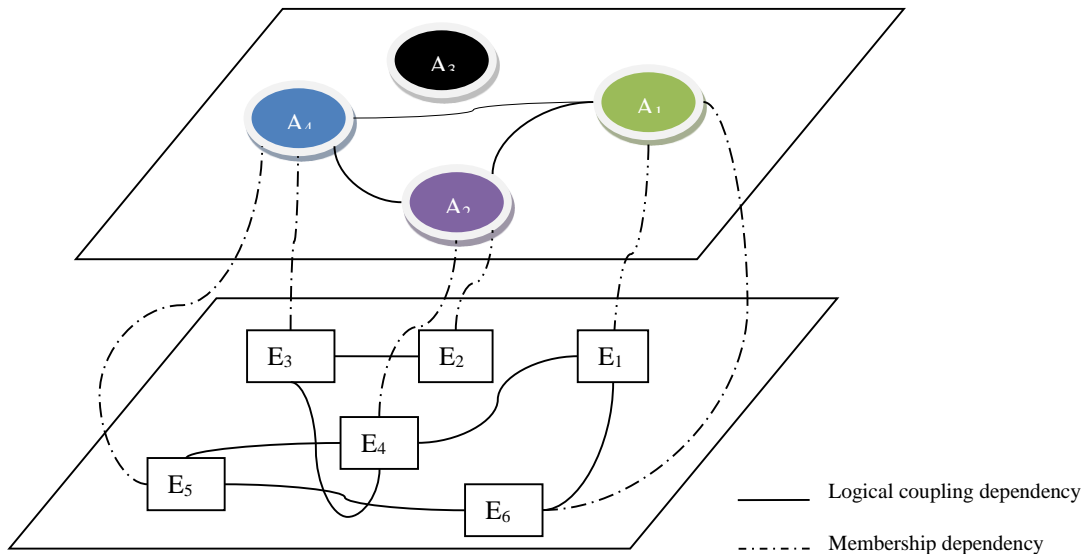 A₃
A₄
A₁
A₂
E₃
E₂
E₁
E₄
E₅
E₆
Logical coupling dependency
Membership dependency